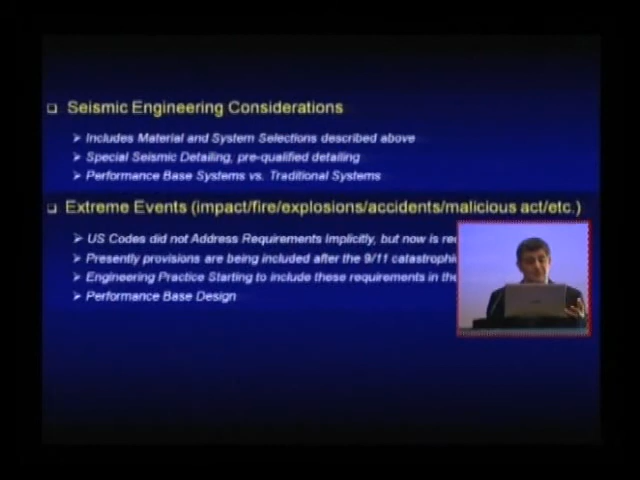 Seismic Engineering Considerations
Includes Material and System Selections described above
Special Seismic Detailing, pre-qualified detailing
Performance Base Systems vs. Traditional Systems
Extreme Events (impact/fire/explosions/accidents/malicious act/etc.)
US Codes did not Address Requirements Implicitly, but now is
Presently provisions are being included after the 9/11
Engineering Practice Starting to include these requirements in
Performance Base Design